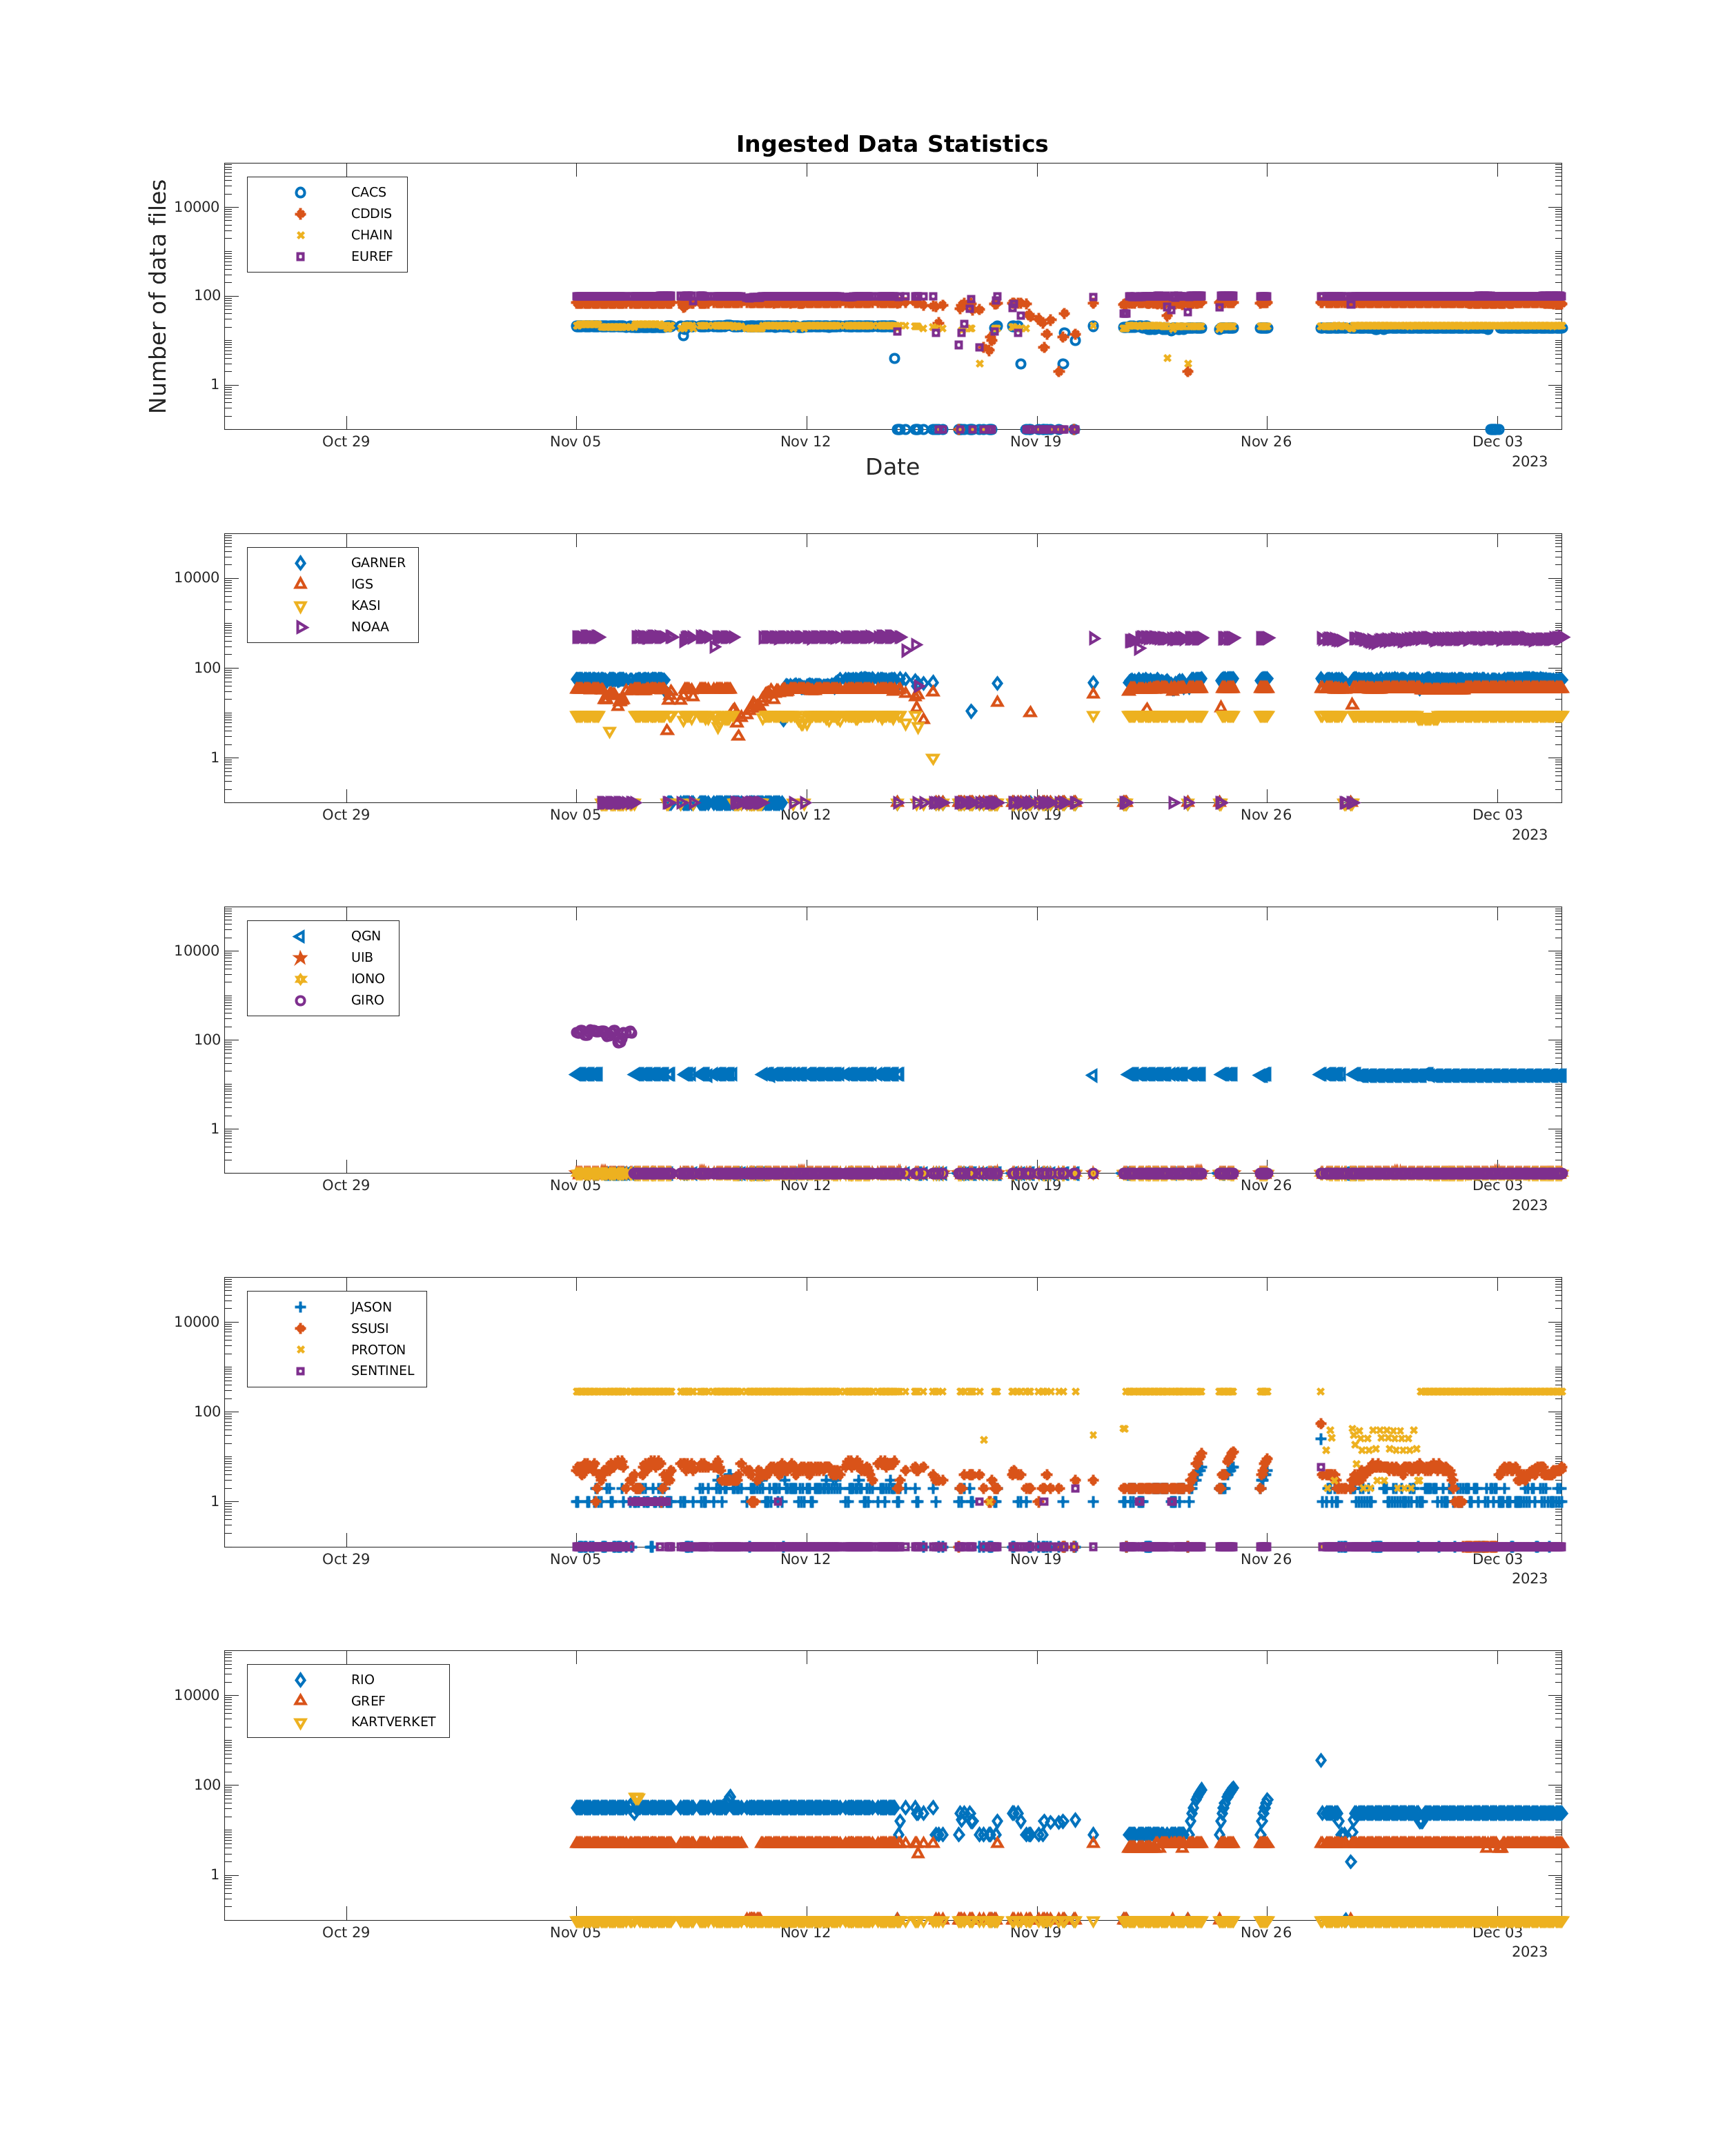 Ingested Data Statistics
Number of data files
CACS
CDDIS
CHAIN
EUREF
10000
100
1
Oct 29 Nov 05 Nov 12 Nov 19 Nov 26 Dec 03
2023
Date
GARNER
IGS
KASI
NOAA
10000
100
1
Oct 29 Nov 05 Nov 12 Nov 19 Nov 26 Dec 03
2023
QGN
UIB
IONO
GIRO
10000
100
1
Oct 29 Nov 05 Nov 12 Nov 19 Nov 26 Dec 03
2023
JASON
SSUSI
PROTON
SENTINEL
10000
100
1
Oct 29 Nov 05 Nov 12 Nov 19 Nov 26 Dec 03
2023
RIO
GREF
KARTVERKET
10000
100
1
Oct 29 Nov 05 Nov 12 Nov 19 Nov 26 Dec 03
2023